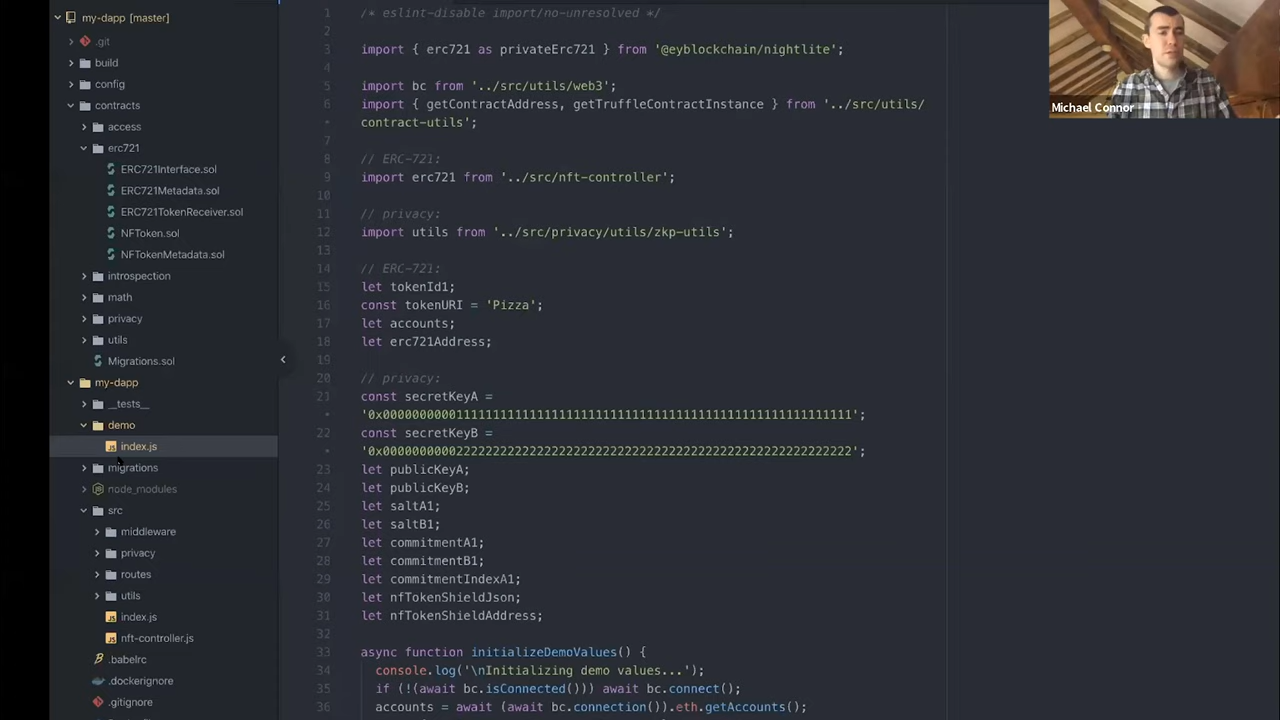 my-dapp [master]
.git
build
config
contracts
access
erc721
ERC721Interface.sol
ERC721Metadata.sol
ERC721TokenReceiver.sol
NFToken.sol
NFTokenMetadata.sol
introspection
math
privacy
utils
Migrations.sol
my-dapp
__tests__
demo
index.js
migrations
node_modules
src
middleware
privacy
routes
utils
index.js
nft-controller.js
.babelrc
.dockerignore
.gitignore
1 /* eslint-disable import/no-unresolved */
2
3 import { erc721 as privateErc721 } from '@eyblockchain/nightlite';
4
5 import bc from '../src/utils/web3';
6 import { getContractAddress, getTruffleContractInstance } from '../src/utils/
• contract-utils';
7
8 // ERC-721:
9 import erc721 from '../src/nft-controller';
10
11 // privacy:
12 import utils from '../src/privacy/utils/zkp-utils';
13
14 // ERC-721:
15 let tokenId1;
16 const tokenURI = 'Pizza';
17 let accounts;
18 let erc721Address;
19
20 // privacy:
21 const secretKeyA =
• '0x0000000000111111111111111111111111111111111111111111111111111111';
22 const secretKeyB =
• '0x0000000000222222222222222222222222222222222222222222222222222222';
23 let publicKeyA;
24 let publicKeyB;
25 let saltA1;
26 let saltB1;
27 let commitmentA1;
28 let commitmentB1;
29 let commitmentIndexA1;
30 let nfTokenShieldJson;
31 let nfTokenShieldAddress;
32
33 async function initializeDemoValues() {
34 console.log('\nInitializing demo values...');
35 if (!(await bc.isConnected())) await bc.connect();
36 accounts = await (await bc.connection()).eth.getAccounts();
Michael Connor